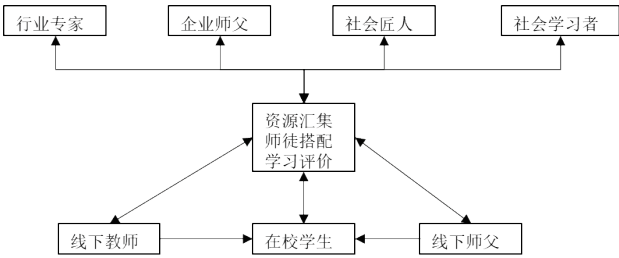 行业专家
企业师父
社会匠人
社会学习者
资源汇集
师徒搭配
学习评价
线下教师
在校学生
线下师父